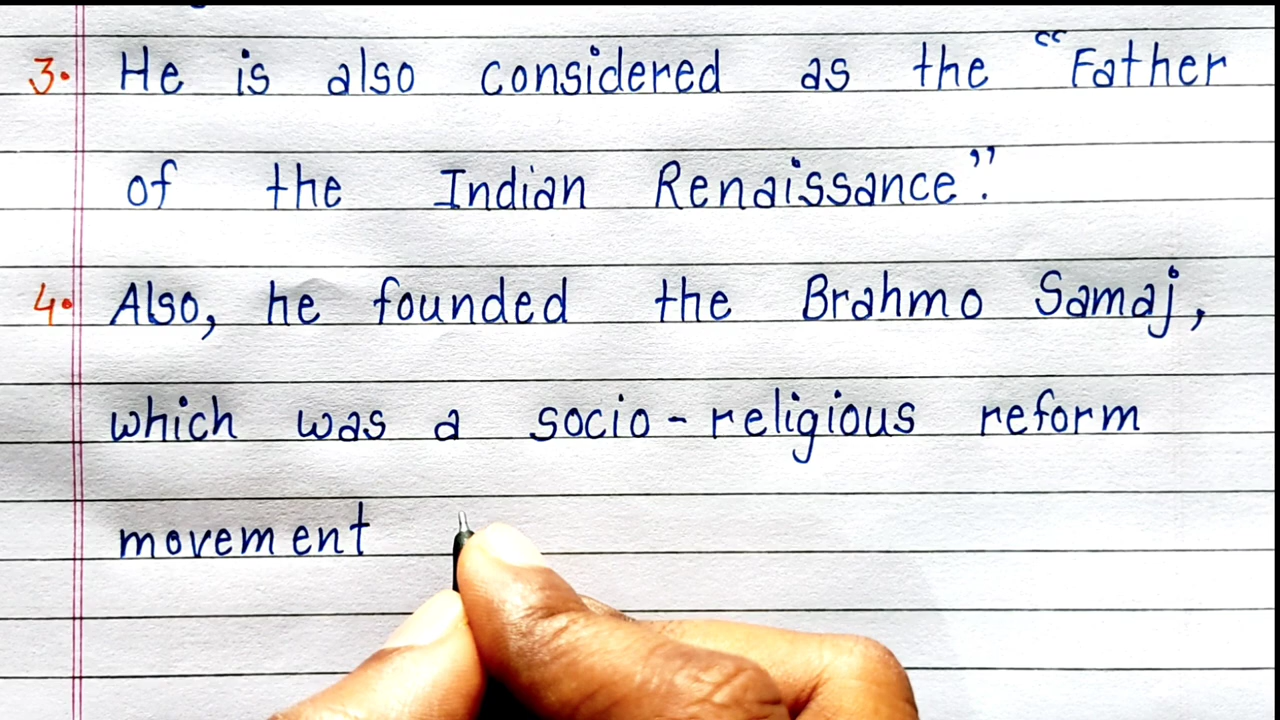 3. He is also considered as the "Father
of the Indian Renaissance".
4. Also, he founded the Brahmo Samaj,
which was a socio-religious reform
movement